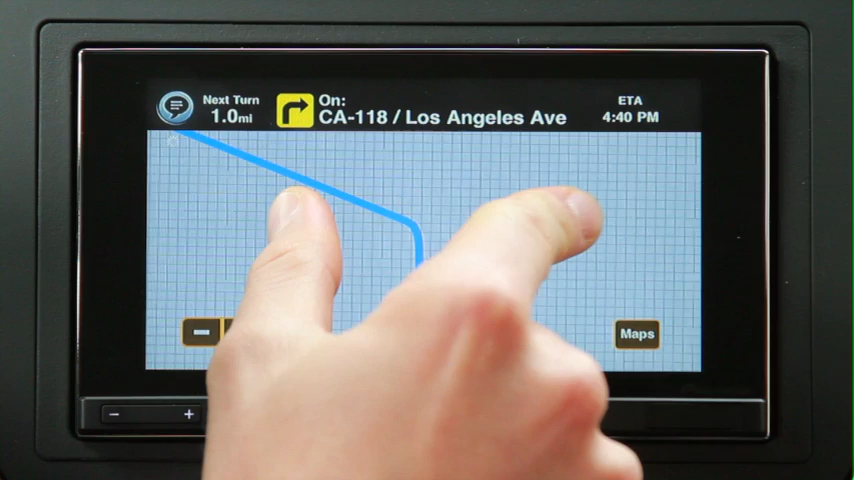 Next Turn
1.0mi
On:
CA-118 / Los Angeles Ave
ETA
4:40 PM
Maps